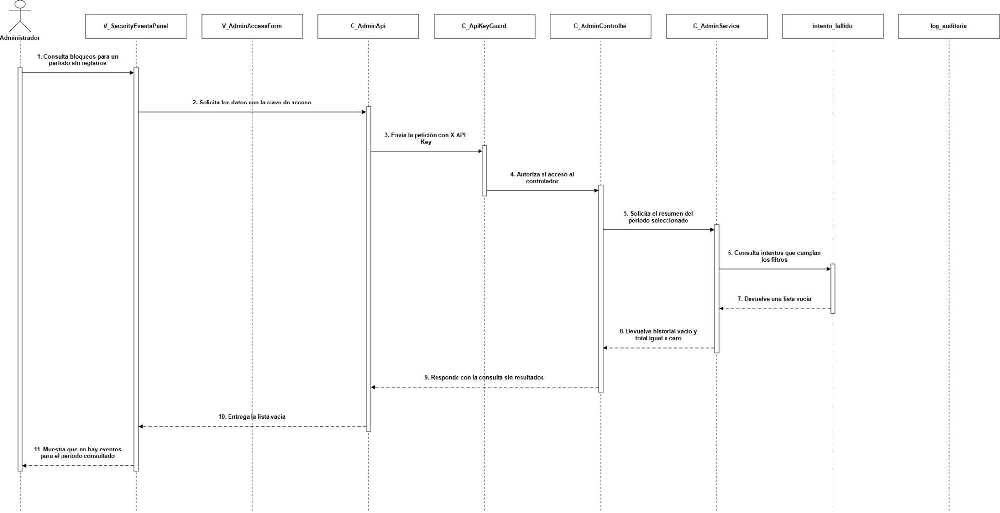 Administrador
V_SecurityEventsPanel
V_AdminAccessForm
C_AdminApi
C_ApiKeyGuard
C_AdminController
C_AdminService
intento_fallido
log_auditoria
1. Consulta bloqueos para un
período sin registros
2. Solicita los datos con la clave de acceso
3. Envía la petición con X-API-
Key
4. Autoriza el acceso al
controlador
5. Solicita el resumen del
período seleccionado
6. Consulta intentos que cumplan
los filtros
7. Devuelve una lista vacía
8. Devuelve historial vacío y
total igual a cero
9. Responde con la consulta sin resultados
10. Entrega la lista vacía
11. Muestra que no hay eventos
para el período consultado